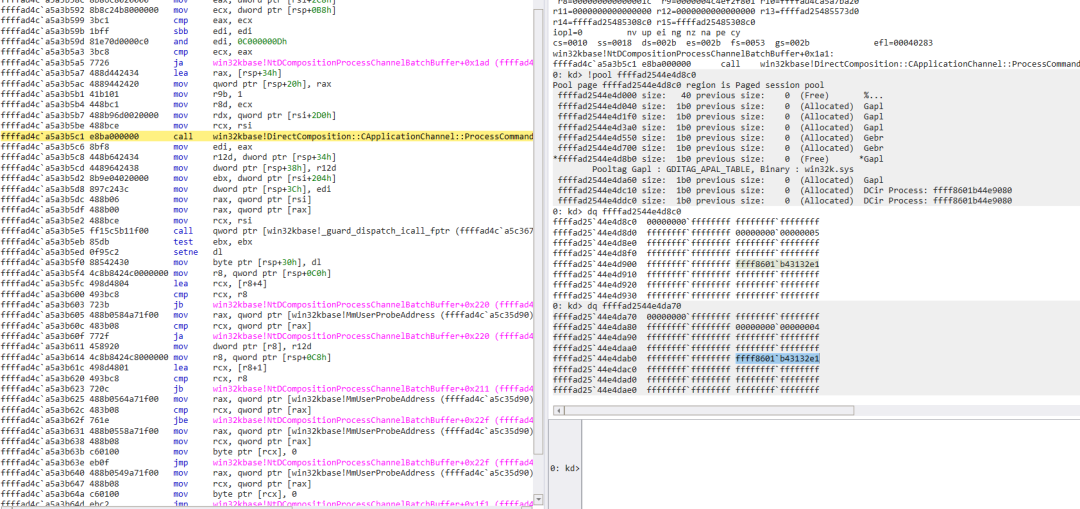 ffffad4c`a5a3b592 8b8c24b8000000 mov ecx, dword ptr [rsp+0B8h]
ffffad4c`a5a3b599 3bc1 cmp eax, ecx
ffffad4c`a5a3b59b 1bff sbb edi, edi
ffffad4c`a5a3b59d 81e70d0000c0 and edi, 0C000000Dh
ffffad4c`a5a3b5a3 3bc8 cmp ecx, eax
ffffad4c`a5a3b5a5 7726 ja win32kbase!NtDCompositionProcessChannelBatchBuffer+0x1ad (ffffad4
ffffad4c`a5a3b5a7 488d442434 lea rax, [rsp+34h]
ffffad4c`a5a3b5ac 4889442420 mov qword ptr [rsp+20h], rax
ffffad4c`a5a3b5b1 41b101 mov r9b, 1
ffffad4c`a5a3b5b4 448bc1 mov r8d, ecx
ffffad4c`a5a3b5b7 488b96d0020000 mov rdx, qword ptr [rsi+2D0h]
ffffad4c`a5a3b5be 488bce mov rcx, rsi
ffffad4c`a5a3b5c1 e8ba000000 call win32kbase!DirectComposition::CApplicationChannel::ProcessCommand
ffffad4c`a5a3b5c6 8bf8 mov edi, eax
ffffad4c`a5a3b5c8 448b642434 mov r12d, dword ptr [rsp+34h]
ffffad4c`a5a3b5cd 4489642438 mov dword ptr [rsp+38h], r12d
ffffad4c`a5a3b5d2 8b9e04020000 mov ebx, dword ptr [rsi+204h]
ffffad4c`a5a3b5d8 897c243c mov dword ptr [rsp+3Ch], edi
ffffad4c`a5a3b5dc 488b06 mov rax, qword ptr [rsi]
ffffad4c`a5a3b5df 488b00 mov rax, qword ptr [rax]
ffffad4c`a5a3b5e2 488bce mov rcx, rsi
ffffad4c`a5a3b5e5 ff15c5b11f00 call qword ptr [win32kbase!_guard_dispatch_icall_fptr (ffffad4c`a5c367
ffffad4c`a5a3b5eb 85db test ebx, ebx
ffffad4c`a5a3b5ed 0f95c2 setne dl
ffffad4c`a5a3b5f0 88542430 mov byte ptr [rsp+30h], dl
ffffad4c`a5a3b5f4 4c8b8424c0000000 mov r8, qword ptr [rsp+0C0h]
ffffad4c`a5a3b5fc 498d4804 lea rcx, [r8+4]
ffffad4c`a5a3b600 493bc8 cmp rcx, r8
ffffad4c`a5a3b603 723b jb win32kbase!NtDCompositionProcessChannelBatchBuffer+0x220 (ffffad4
ffffad4c`a5a3b605 488b0584a71f00 mov rax, qword ptr [win32kbase!MmUserProbeAddress (ffffad4c`a5c35d90)
ffffad4c`a5a3b60c 483b08 cmp rcx, qword ptr [rax]
ffffad4c`a5a3b60f 772f ja win32kbase!NtDCompositionProcessChannelBatchBuffer+0x220 (ffffad4
ffffad4c`a5a3b611 458920 mov dword ptr [r8], r12d
ffffad4c`a5a3b614 4c8b8424c8000000 mov r8, qword ptr [rsp+0C8h]
ffffad4c`a5a3b61c 498d4801 lea rcx, [r8+1]
ffffad4c`a5a3b620 493bc8 cmp rcx, r8
ffffad4c`a5a3b623 720c jb win32kbase!NtDCompositionProcessChannelBatchBuffer+0x211 (ffffad4
ffffad4c`a5a3b625 488b0564a71f00 mov rax, qword ptr [win32kbase!MmUserProbeAddress (ffffad4c`a5c35d90)
ffffad4c`a5a3b62c 483b08 cmp rcx, qword ptr [rax]
ffffad4c`a5a3b62f 761e jbe win32kbase!NtDCompositionProcessChannelBatchBuffer+0x22f (ffffad4
ffffad4c`a5a3b631 488b0558a71f00 mov rax, qword ptr [win32kbase!MmUserProbeAddress (ffffad4c`a5c35d90)
ffffad4c`a5a3b638 488b08 mov rcx, qword ptr [rax]
ffffad4c`a5a3b63b c60100 mov byte ptr [rcx], 0
ffffad4c`a5a3b63e eb0f jmp win32kbase!NtDCompositionProcessChannelBatchBuffer+0x22f (ffffad4
ffffad4c`a5a3b640 488b0549a71f00 mov rax, qword ptr [win32kbase!MmUserProbeAddress (ffffad4c`a5c35d90)
ffffad4c`a5a3b647 488b08 mov rcx, qword ptr [rax]
ffffad4c`a5a3b64a c60100 mov byte ptr [rcx], 0
ffffad4c`a5a3b64d ebc2 jmp win32kbase!NtDCompositionProcessChannelBatchBuffer+0x1f1 (ffffad4
r11=0000000000000000 r12=0000000000000000 r13=ffffad25485573d0
r14=ffffad25485308c0 r15=ffffad25485308c0
iopl=0 nv up ei ng nz na pe cy
cs=0010 ss=0018 ds=002b es=002b fs=0053 gs=002b efl=00040283
win32kbase!NtDCompositionProcessChannelBatchBuffer+0x1a1:
ffffad4c`a5a3b5c1 e8ba000000 call win32kbase!DirectComposition::CApplicationChannel::ProcessCommand
0: kd> !pool ffffad2544e4d8c0
Pool page ffffad2544e4d8c0 region is Paged session pool
ffffad2544e4d000 size: 40 previous size: 0 (Free) %...
ffffad2544e4d040 size: 1b0 previous size: 0 (Allocated) Gapl
ffffad2544e4d1f0 size: 1b0 previous size: 0 (Allocated) Gapl
ffffad2544e4d3a0 size: 1b0 previous size: 0 (Allocated) Gapl
ffffad2544e4d550 size: 1b0 previous size: 0 (Allocated) Gebr
ffffad2544e4d700 size: 1b0 previous size: 0 (Allocated) Gebr
*ffffad2544e4d8b0 size: 1b0 previous size: 0 (Free) *Gapl
Pooltag Gapl : GDITAG_APAL_TABLE, Binary : win32k.sys
ffffad2544e4da60 size: 1b0 previous size: 0 (Allocated) Gapl
ffffad2544e4dc10 size: 1b0 previous size: 0 (Allocated) DCir Process: ffff8601b44e9080
ffffad2544e4ddc0 size: 1b0 previous size: 0 (Allocated) DCir Process: ffff8601b44e9080
0: kd> dq ffffad2544e4d8c0
ffffad25`44e4d8c0 00000000`ffffffff ffffffff`ffffffff
ffffad25`44e4d8d0 ffffffff`ffffffff 00000000`00000005
ffffad25`44e4d8e0 ffffffff`ffffffff ffffffff`ffffffff
ffffad25`44e4d8f0 ffffffff`ffffffff ffffffff`ffffffff
ffffad25`44e4d900 ffffffff`ffffffff ffff8601`b43132e1
ffffad25`44e4d910 ffffffff`ffffffff ffffffff`ffffffff
ffffad25`44e4d920 ffffffff`ffffffff ffffffff`ffffffff
ffffad25`44e4d930 ffffffff`ffffffff ffffffff`ffffffff
0: kd> dq ffffad2544e4da70
ffffad25`44e4da70 00000000`ffffffff ffffffff`ffffffff
ffffad25`44e4da80 ffffffff`ffffffff 00000000`00000004
ffffad25`44e4da90 ffffffff`ffffffff ffffffff`ffffffff
ffffad25`44e4daa0 ffffffff`ffffffff ffffffff`ffffffff
ffffad25`44e4dab0 ffffffff`ffffffff ffff8601`b43132e1
ffffad25`44e4dac0 ffffffff`ffffffff ffffffff`ffffffff
ffffad25`44e4dad0 ffffffff`ffffffff ffffffff`ffffffff
ffffad25`44e4dae0 ffffffff`ffffffff ffffffff`ffffffff
0: kd>